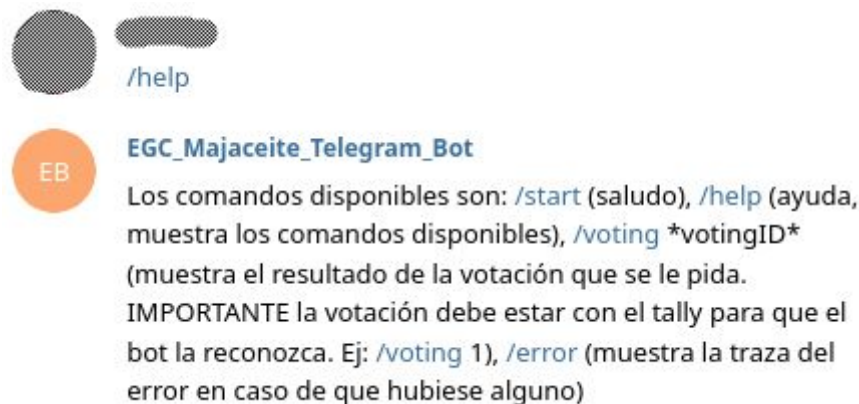 /help
EB
EGC_Majaceite_Telegram_Bot
Los comandos disponibles son: /start (saludo), /help (ayuda,
muestra los comandos disponibles), /voting *votingID*
(muestra el resultado de la votación que se le pida.
IMPORTANTE la votación debe estar con el tally para que el
bot la reconozca. Ej: /voting 1), /error (muestra la traza del
error en caso de que hubiese alguno)